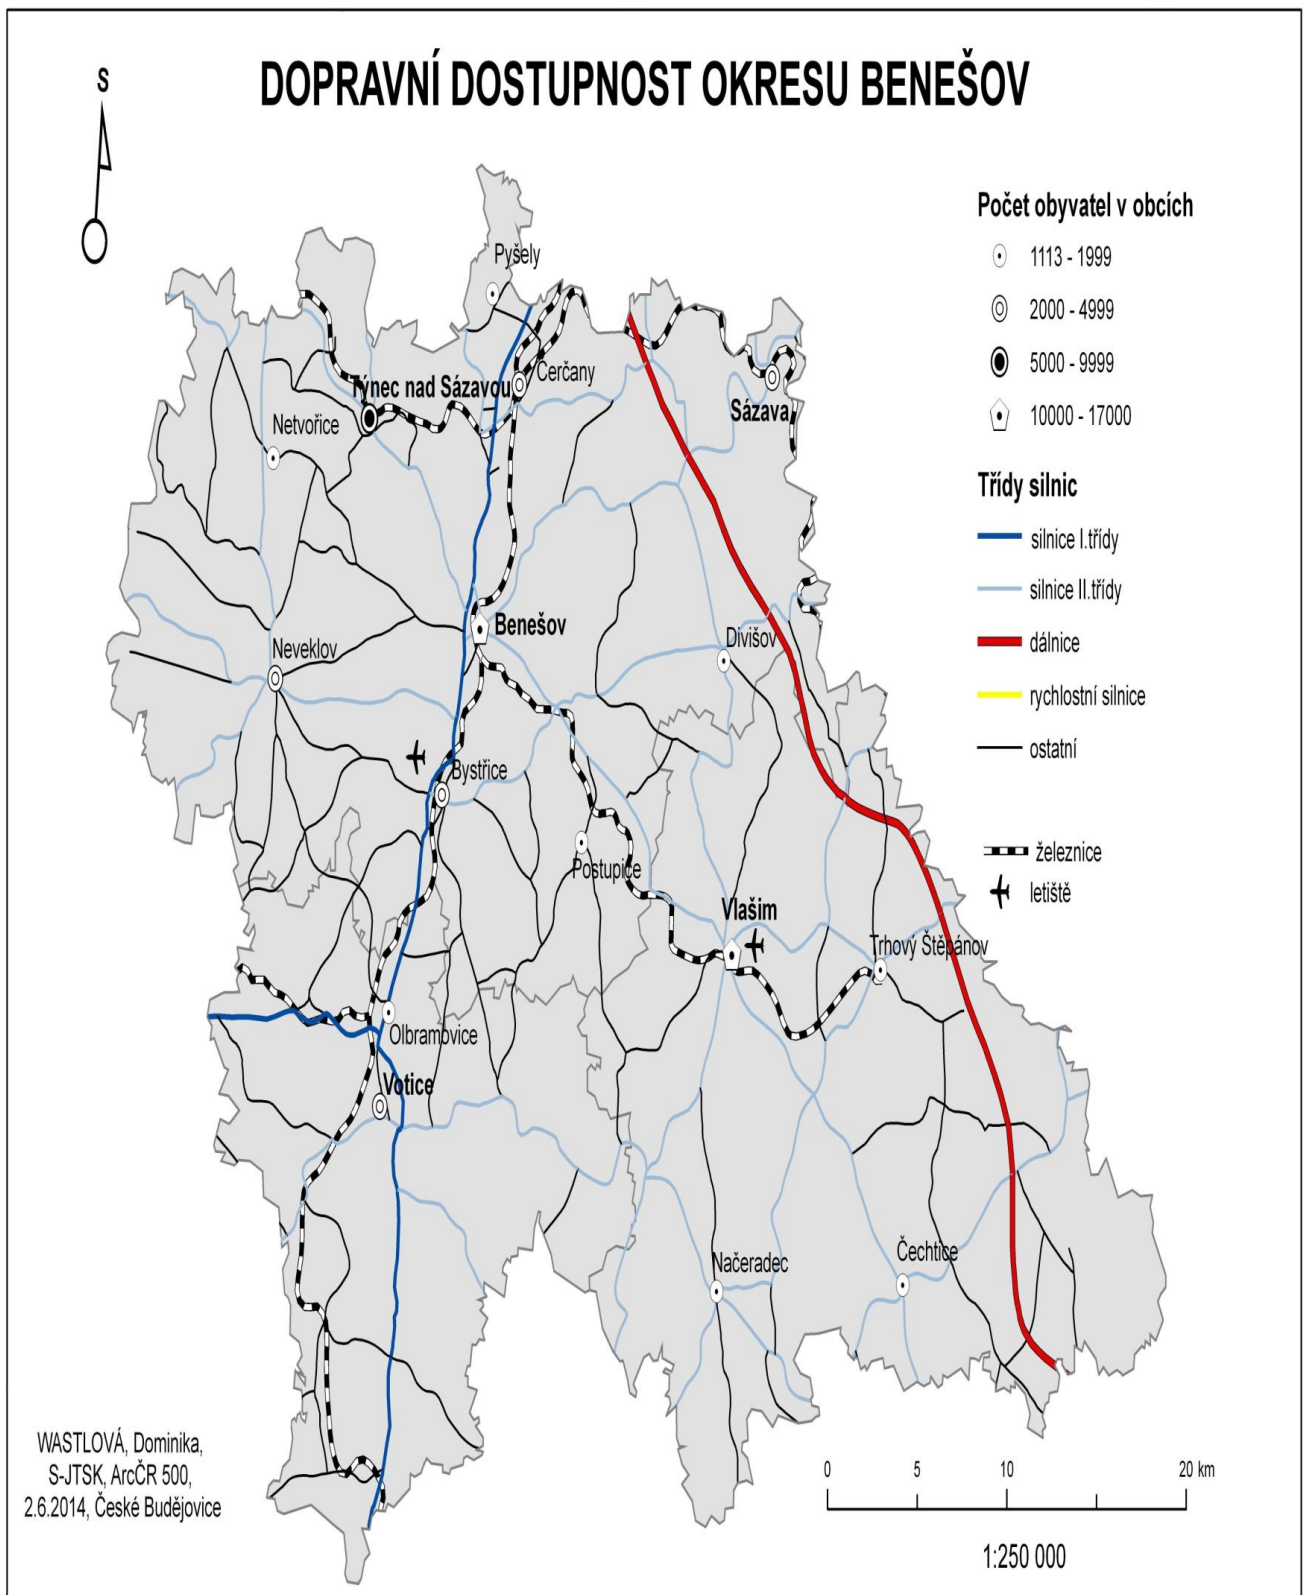 DOPRAVNÍ DOSTUPNOST OKRESU BENEŠOV
S
Počet obyvatel v obcích
1113 - 1999
2000 - 4999
5000 - 9999
10000 - 17000
Třídy silnic
silnice I.třídy
silnice II.třídy
dálnice
rychlostní silnice
ostatní
železnice
letiště
Pyšely
Cerčany
Týnec nad Sázavou
Sázava
Netvořice
Benešov
Divišov
Neveklov
Bystřice
Postupice
Vlašim
Trhový Štěpánov
Olbramovice
Votice
Načeradec
Čechtice
WASTLOVÁ, Dominika,
S-JTSK, ArcČR 500,
2.6.2014, České Budějovice
0 5 10 20 km
1:250 000